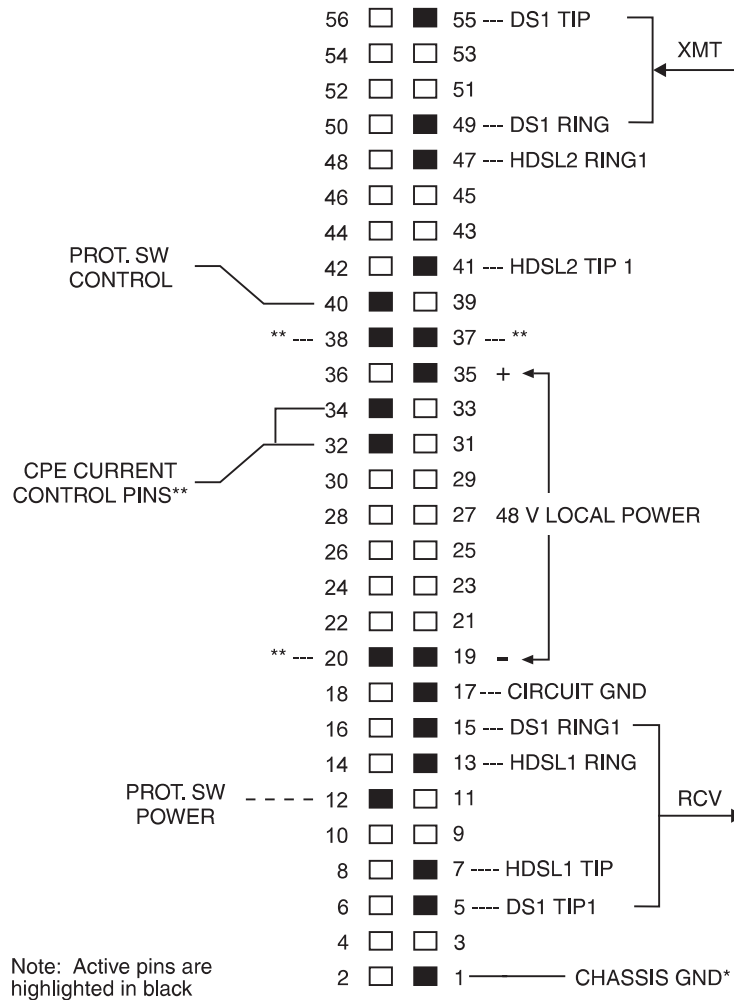 56 55 --- DS1 TIP
XMT
54 53
52 51
50 49 --- DS1 RING
48 47 --- HDSL2 RING1
46 45
44 43
PROT. SW
CONTROL
42 41 --- HDSL2 TIP 1
40 39
** --- 38 37 --- **
36 35 +
34 33
32 31
CPE CURRENT
CONTROL PINS**
30 29
28 27 48 V LOCAL POWER
26 25
24 23
22 21
** --- 20 19 -
18 17 --- CIRCUIT GND
16 15 --- DS1 RING1
14 13 --- HDSL1 RING
PROT. SW
POWER
12 11
RCV
10 9
8 7 ---- HDSL1 TIP
6 5 ---- DS1 TIP1
4 3
2 1 CHASSIS GND*
Note: Active pins are
highlighted in black